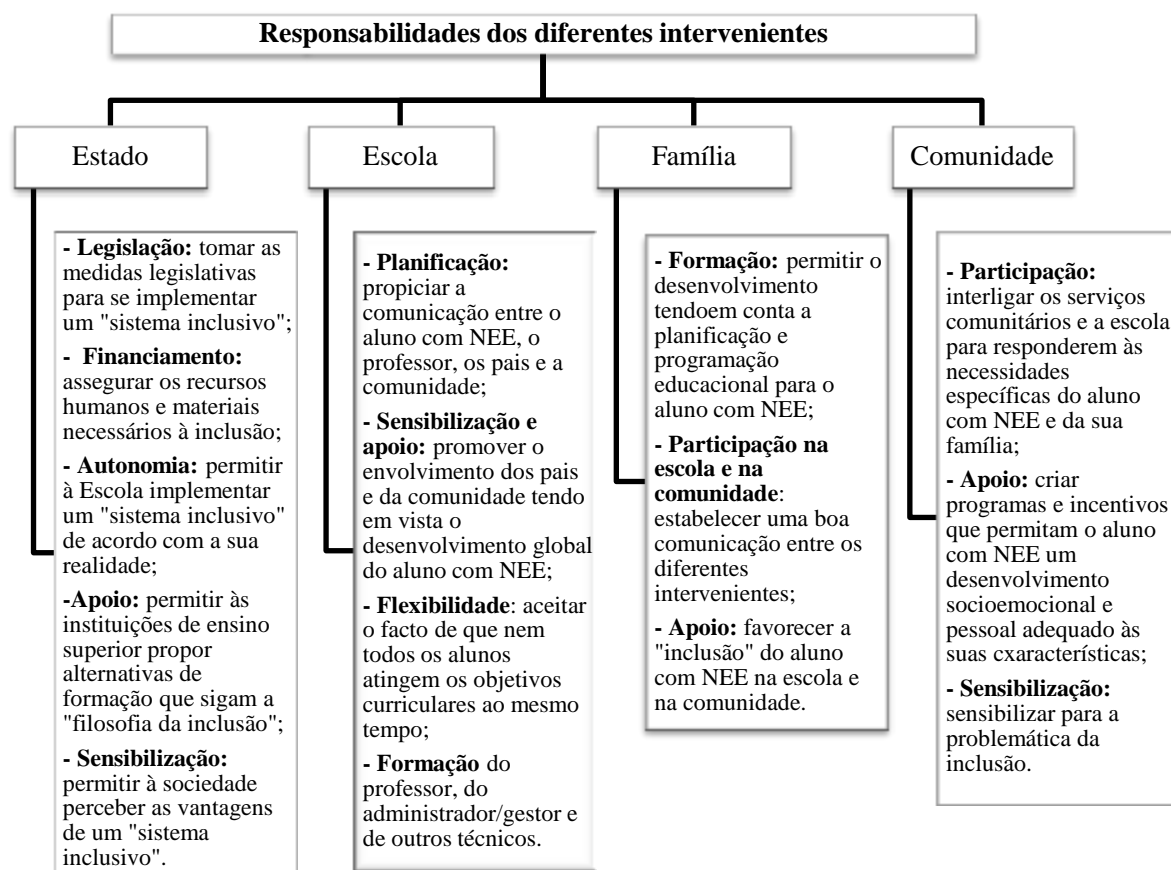 Responsabilidades dos diferentes intervenientes
Estado
- Legislação: tomar as
medidas legislativas
para se implementar
um "sistema inclusivo";
- Financiamento:
assegurar os recursos
humanos e materiais
necessários à inclusão;
- Autonomia: permitir
à Escola implementar
um "sistema inclusivo"
de acordo com a sua
realidade;
-Apoio: permitir às
instituições de ensino
superior propor
alternativas de
formação que sigam a
"filosofia da inclusão";
- Sensibilização:
permitir à sociedade
perceber as vantagens
de um "sistema
inclusivo".
Escola
- Planificação:
propiciar a
comunicação entre o
aluno com NEE, o
professor, os pais e a
comunidade;
- Sensibilização e
apoio: promover o
envolvimento dos pais
e da comunidade tendo
em vista o
desenvolvimento global
do aluno com NEE;
- Flexibilidade: aceitar
o facto de que nem
todos os alunos
atingem os objetivos
curriculares ao mesmo
tempo;
- Formação do
professor, do
administrador/gestor e
de outros técnicos.
Família
- Formação: permitir o
desenvolvimento
tendoem conta a
planificação e
programação
educacional para o
aluno com NEE;
- Participação na
escola e na
comunidade:
estabelecer uma boa
comunicação entre os
diferentes
intervenientes;
- Apoio: favorecer a
"inclusão" do aluno
com NEE na escola e
na comunidade.
Comunidade
- Participação:
interligar os serviços
comunitários e a escola
para responderem às
necessidades
específicas do aluno
com NEE e da sua
família;
- Apoio: criar
programas e incentivos
que permitam o aluno
com NEE um
desenvolvimento
socioemocional e
pessoal adequado às
suas cxaracterísticas;
- Sensibilização:
sensibilizar para a
problemática da
inclusão.